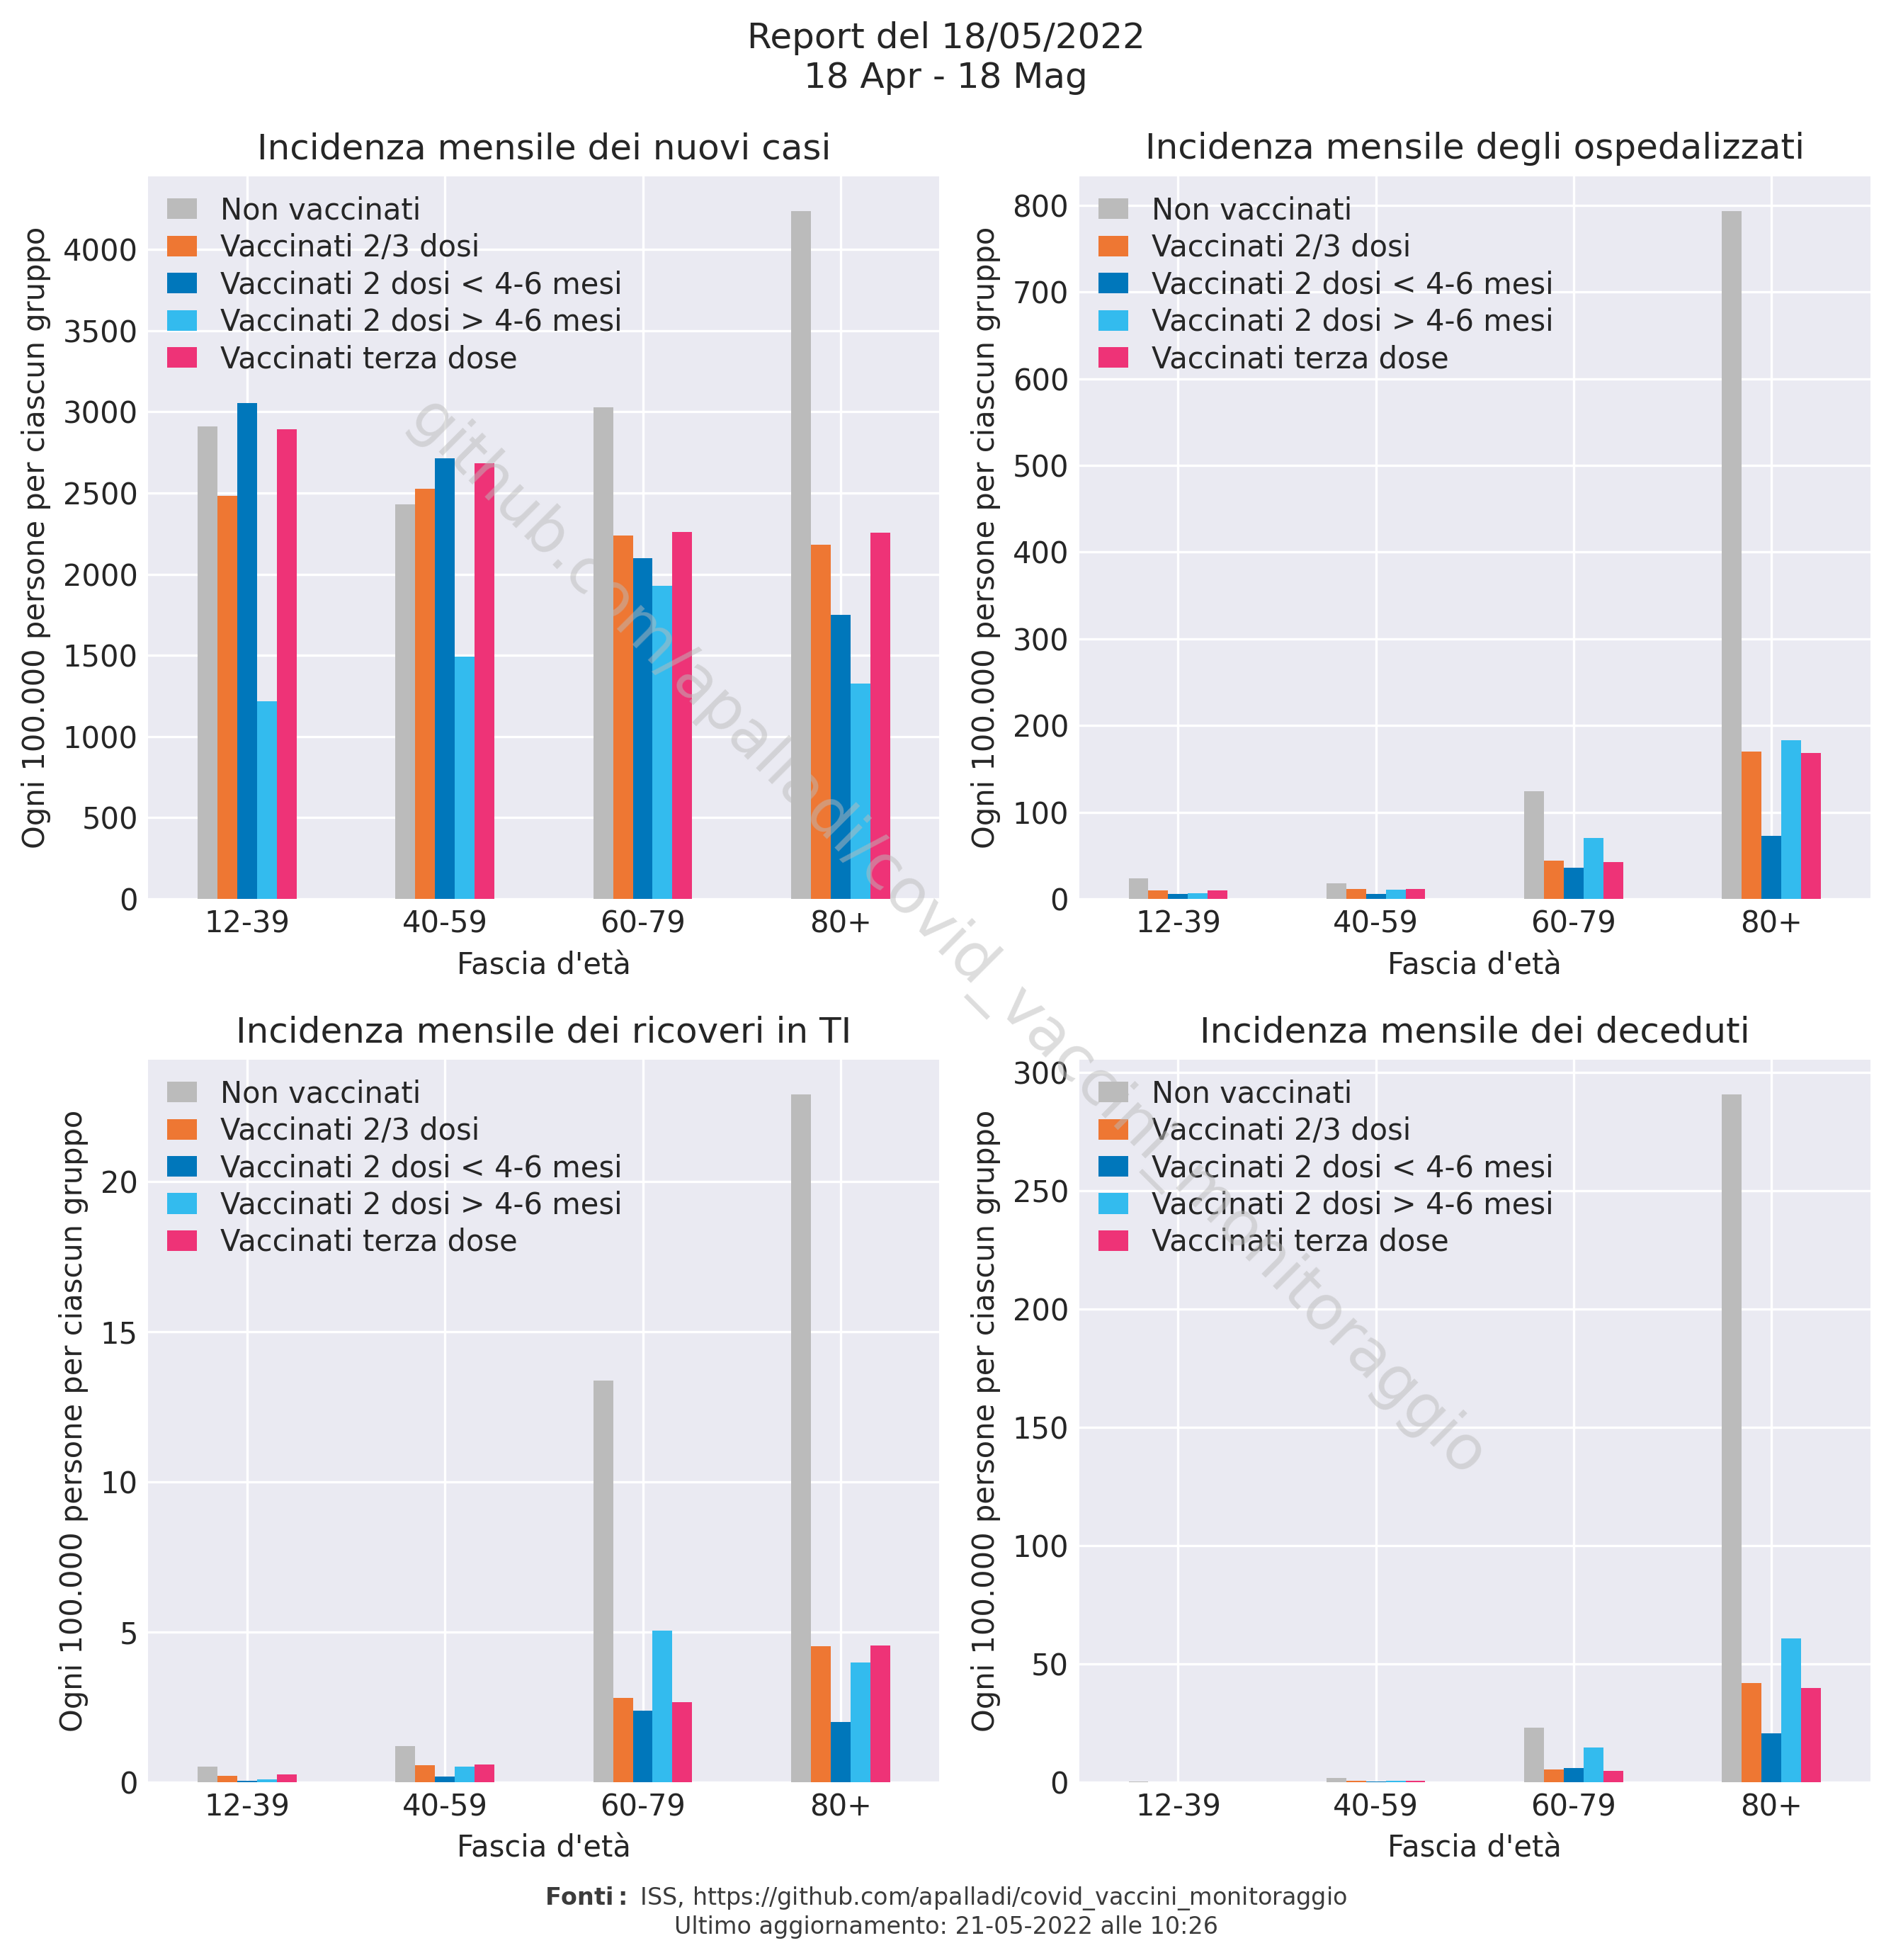 Report del 18/05/2022
18 Apr - 18 Mag
Incidenza mensile dei nuovi casi
Ogni 100.000 persone per ciascun gruppo
4000
3500
3000
2500
2000
1500
1000
500
0
Non vaccinati
Vaccinati 2/3 dosi
Vaccinati 2 dosi < 4-6 mesi
Vaccinati 2 dosi > 4-6 mesi
Vaccinati terza dose
12-39 40-59 60-79 80+
Fascia d'età
Incidenza mensile degli ospedalizzati
Ogni 100.000 persone per ciascun gruppo
800
700
600
500
400
300
200
100
0
Non vaccinati
Vaccinati 2/3 dosi
Vaccinati 2 dosi < 4-6 mesi
Vaccinati 2 dosi > 4-6 mesi
Vaccinati terza dose
12-39 40-59 60-79 80+
Fascia d'età
Incidenza mensile dei ricoveri in TI
Ogni 100.000 persone per ciascun gruppo
20
15
10
5
0
Non vaccinati
Vaccinati 2/3 dosi
Vaccinati 2 dosi < 4-6 mesi
Vaccinati 2 dosi > 4-6 mesi
Vaccinati terza dose
12-39 40-59 60-79 80+
Fascia d'età
Incidenza mensile dei deceduti
Ogni 100.000 persone per ciascun gruppo
300
250
200
150
100
50
0
Non vaccinati
Vaccinati 2/3 dosi
Vaccinati 2 dosi < 4-6 mesi
Vaccinati 2 dosi > 4-6 mesi
Vaccinati terza dose
12-39 40-59 60-79 80+
Fascia d'età
github.com/apalladi/covid_vaccini_monitoraggio
Fonti: ISS, https://github.com/apalladi/covid_vaccini_monitoraggio
Ultimo aggiornamento: 21-05-2022 alle 10:26